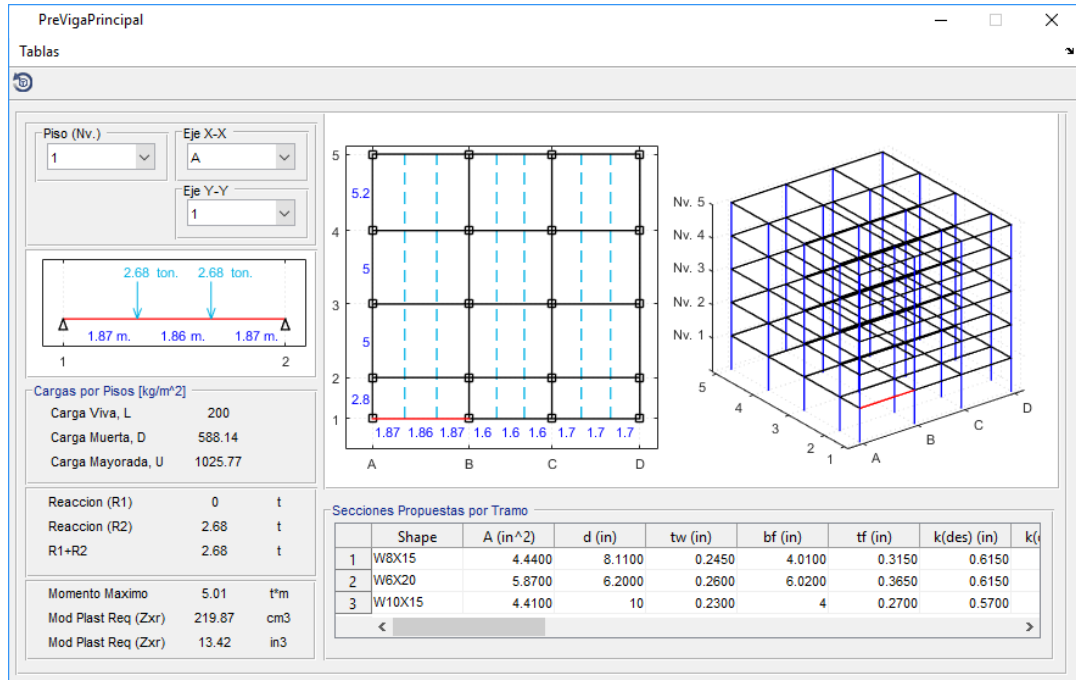 PreVigaPrincipal
Tablas
Piso (Nv.)
1
Eje X-X
A
Eje Y-Y
1
2.68 ton. 2.68 ton.
1.87 m. 1.86 m. 1.87 m.
1 2
Cargas por Pisos [kg/m^2]
Carga Viva, L 200
Carga Muerta, D 588.14
Carga Mayorada, U 1025.77
Reaccion (R1) 0 t
Reaccion (R2) 2.68 t
R1+R2 2.68 t
Momento Maximo 5.01 t*m
Mod Plast Req (Zxr) 219.87 cm3
Mod Plast Req (Zxr) 13.42 in3
5
5.2
4
5
3
5
2
2.8
1
1.87 1.86 1.87 1.6 1.6 1.6 1.7 1.7 1.7
A B C D
Nv. 5
Nv. 4
Nv. 3
Nv. 2
Nv. 1
5
4
3
2
1
A
B
C
D
Secciones Propuestas por Tramo
Shape A (in^2) d (in) tw (in) bf (in) tf (in) k(des) (in) k(
1 W8X15 4.4400 8.1100 0.2450 4.0100 0.3150 0.6150
2 W6X20 5.8700 6.2000 0.2600 6.0200 0.3650 0.6150
3 W10X15 4.4100 10 0.2300 4 0.2700 0.5700